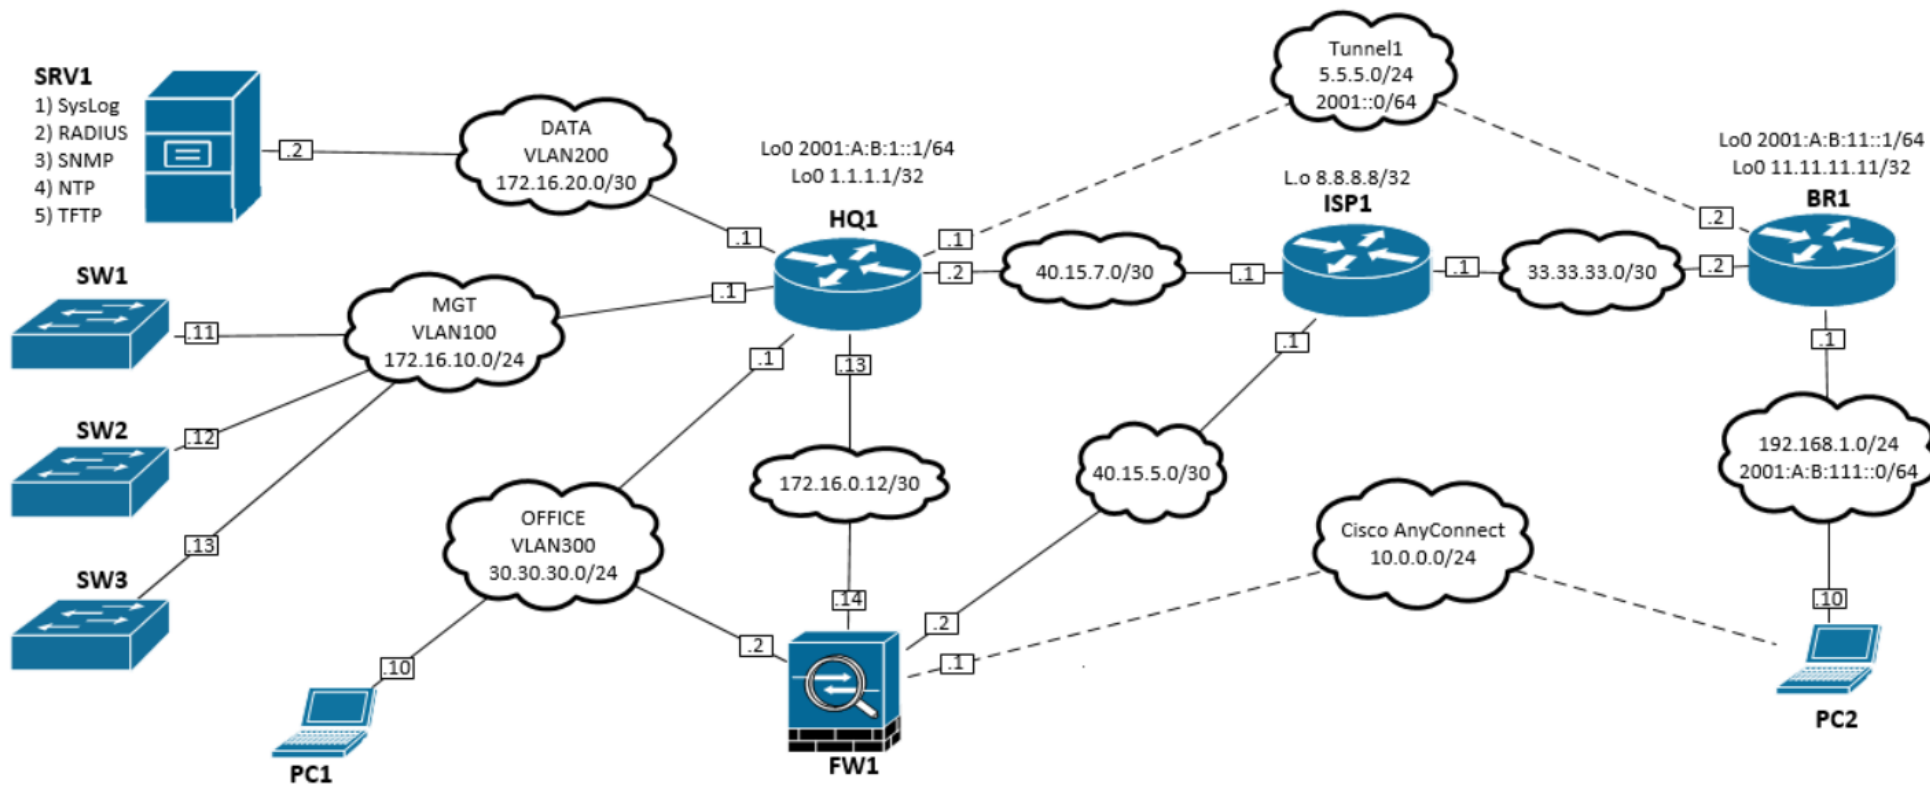 SRV1
1) SysLog
2) RADIUS
3) SNMP
4) NTP
5) TFTP
.2
DATA
VLAN200
172.16.20.0/30
.1
Lo0 2001:A:B:1::1/64
Lo0 1.1.1.1/32
HQ1
Tunnel1
5.5.5.0/24
2001::0/64
.1
.2
L.o 8.8.8.8/32
ISP1
Lo0 2001:A:B:11::1/64
Lo0 11.11.11.11/32
BR1
.2
40.15.7.0/30
.1
.1
33.33.33.0/30
.2
SW1
.11
MGT
VLAN100
172.16.10.0/24
.1
SW2
.12
SW3
.13
.1
.13
.1
.1
172.16.0.12/30
40.15.5.0/30
192.168.1.0/24
2001:A:B:111::0/64
OFFICE
VLAN300
30.30.30.0/24
Cisco AnyConnect
10.0.0.0/24
.14
.2
.10
.2
.1
.10
PC1
FW1
PC2